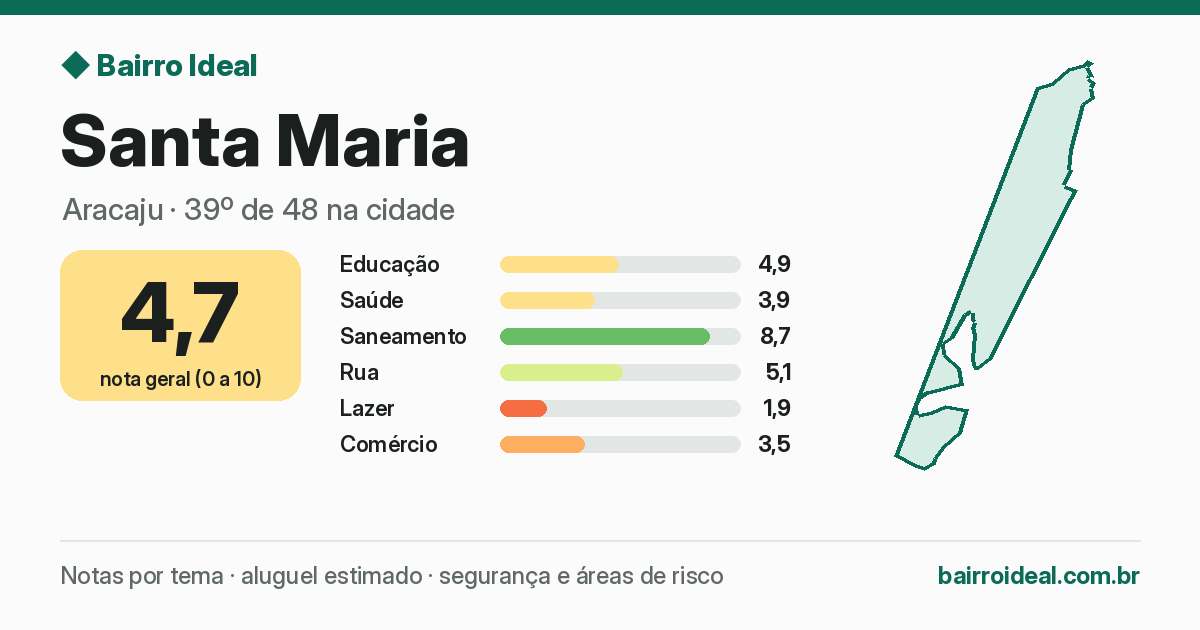 Bairro Ideal
Santa Maria
Aracaju · 39º de 48 na cidade
4,7
nota geral (0 a 10)
Educação 4,9
Saúde 3,9
Saneamento 8,7
Rua 5,1
Lazer 1,9
Comércio 3,5
Notas por tema · aluguel estimado · segurança e áreas de risco
bairroideal.com.br